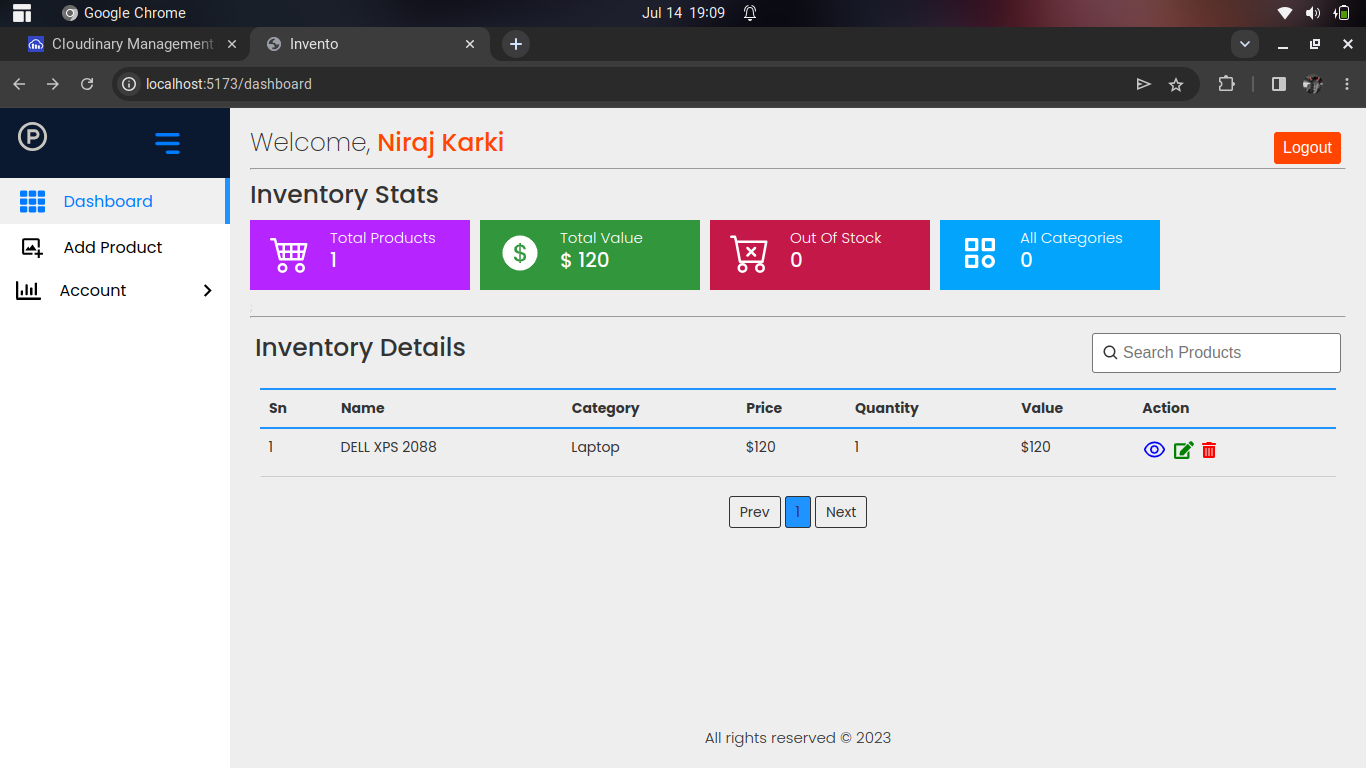 Google Chrome
Jul 14 19:09
Cloudinary Management
Invento
localhost:5173/dashboard
P
Welcome, Niraj Karki
Logout
Dashboard
Add Product
Account
Inventory Stats
Total Products
1
Total Value
$ 120
Out Of Stock
0
All Categories
0
Inventory Details
Search Products
Sn Name Category Price Quantity Value Action
1 DELL XPS 2088 Laptop $120 1 $120
Prev 1 Next
All rights reserved © 2023